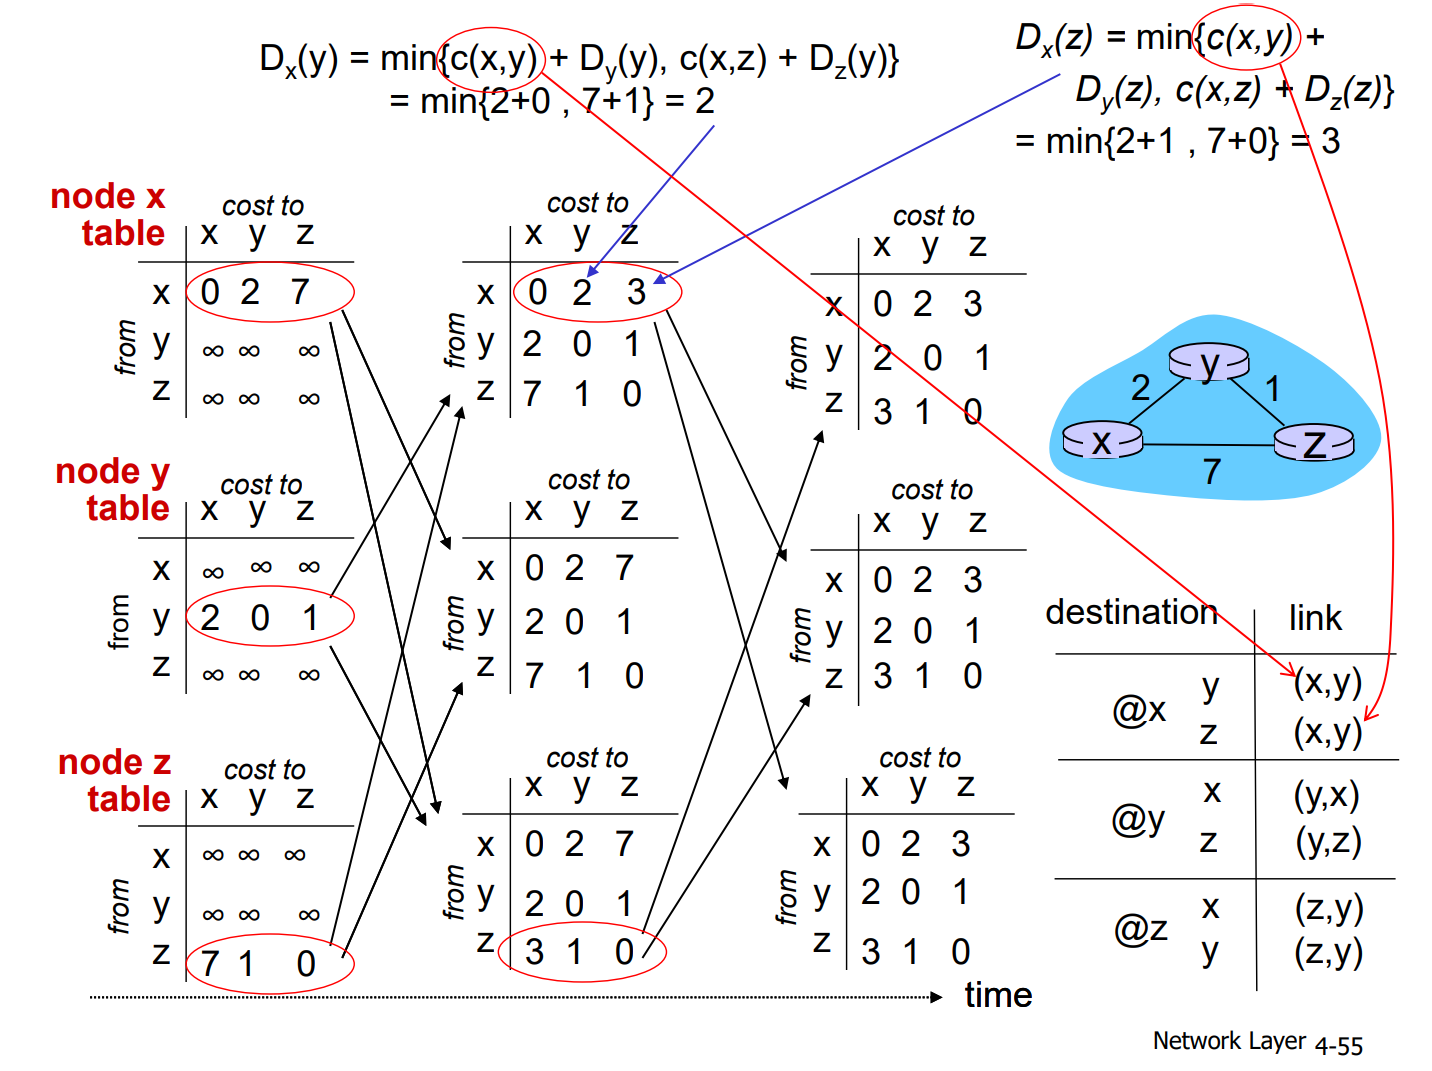 Dx(y) = min{c(x,y) + Dy(y), c(x,z) + Dz(y)}
= min{2+0 , 7+1} = 2
Dx(z) = min{c(x,y) +
Dy(z), c(x,z) + Dz(z)}
= min{2+1 , 7+0} = 3
node x
table
cost to
x y z
from
x 0 2 7
y ∞ ∞ ∞
z ∞ ∞ ∞
cost to
x y z
from
x 0 2 3
y 2 0 1
z 7 1 0
cost to
x y z
from
x 0 2 3
y 2 0 1
z 3 1 0
y
2
1
x
z
7
node y
table
cost to
x y z
from
x ∞ ∞ ∞
y 2 0 1
z ∞ ∞ ∞
cost to
x y z
from
x 0 2 7
y 2 0 1
z 7 1 0
cost to
x y z
from
x 0 2 3
y 2 0 1
z 3 1 0
node z
table
cost to
x y z
from
x ∞ ∞ ∞
y ∞ ∞ ∞
z 7 1 0
cost to
x y z
from
x 0 2 7
y 2 0 1
z 3 1 0
cost to
x y z
from
x 0 2 3
y 2 0 1
z 3 1 0
destination link
@x
y (x,y)
z (x,y)
@y
x (y,x)
z (y,z)
@z
x (z,y)
y (z,y)
time
Network Layer 4-55